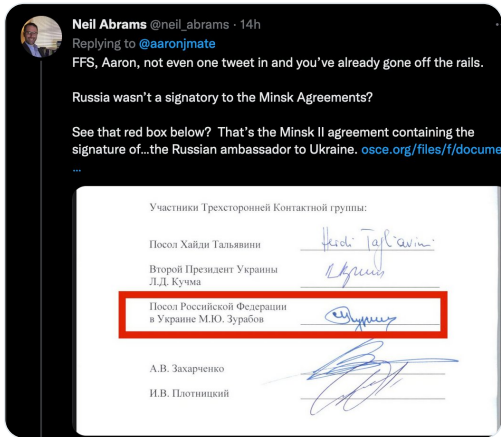 Neil Abrams @neil_abrams · 14h
Replying to @aaronjmate
FFS, Aaron, not even one tweet in and you've already gone off the rails.
Russia wasn't a signatory to the Minsk Agreements?
See that red box below? That's the Minsk II agreement containing the
signature of...the Russian ambassador to Ukraine. osce.org/files/f/docume
...
Участники Трехсторонней Контактной группы:
Посол Хайди Тальявини
Heidi Tagliavini
Второй Президент Украины
Л.Д. Кучма
Посол Российской Федерации
в Украине М.Ю. Зурабов
А.В. Захарченко
И.В. Плотницкий